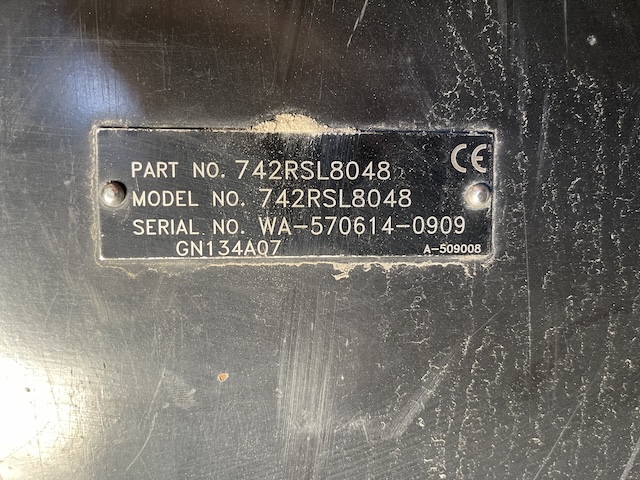 CE
PART NO. 742RSL8048
MODEL NO. 742RSL8048
SERIAL NO. WA-570614-0909
GN134A07 A-509008